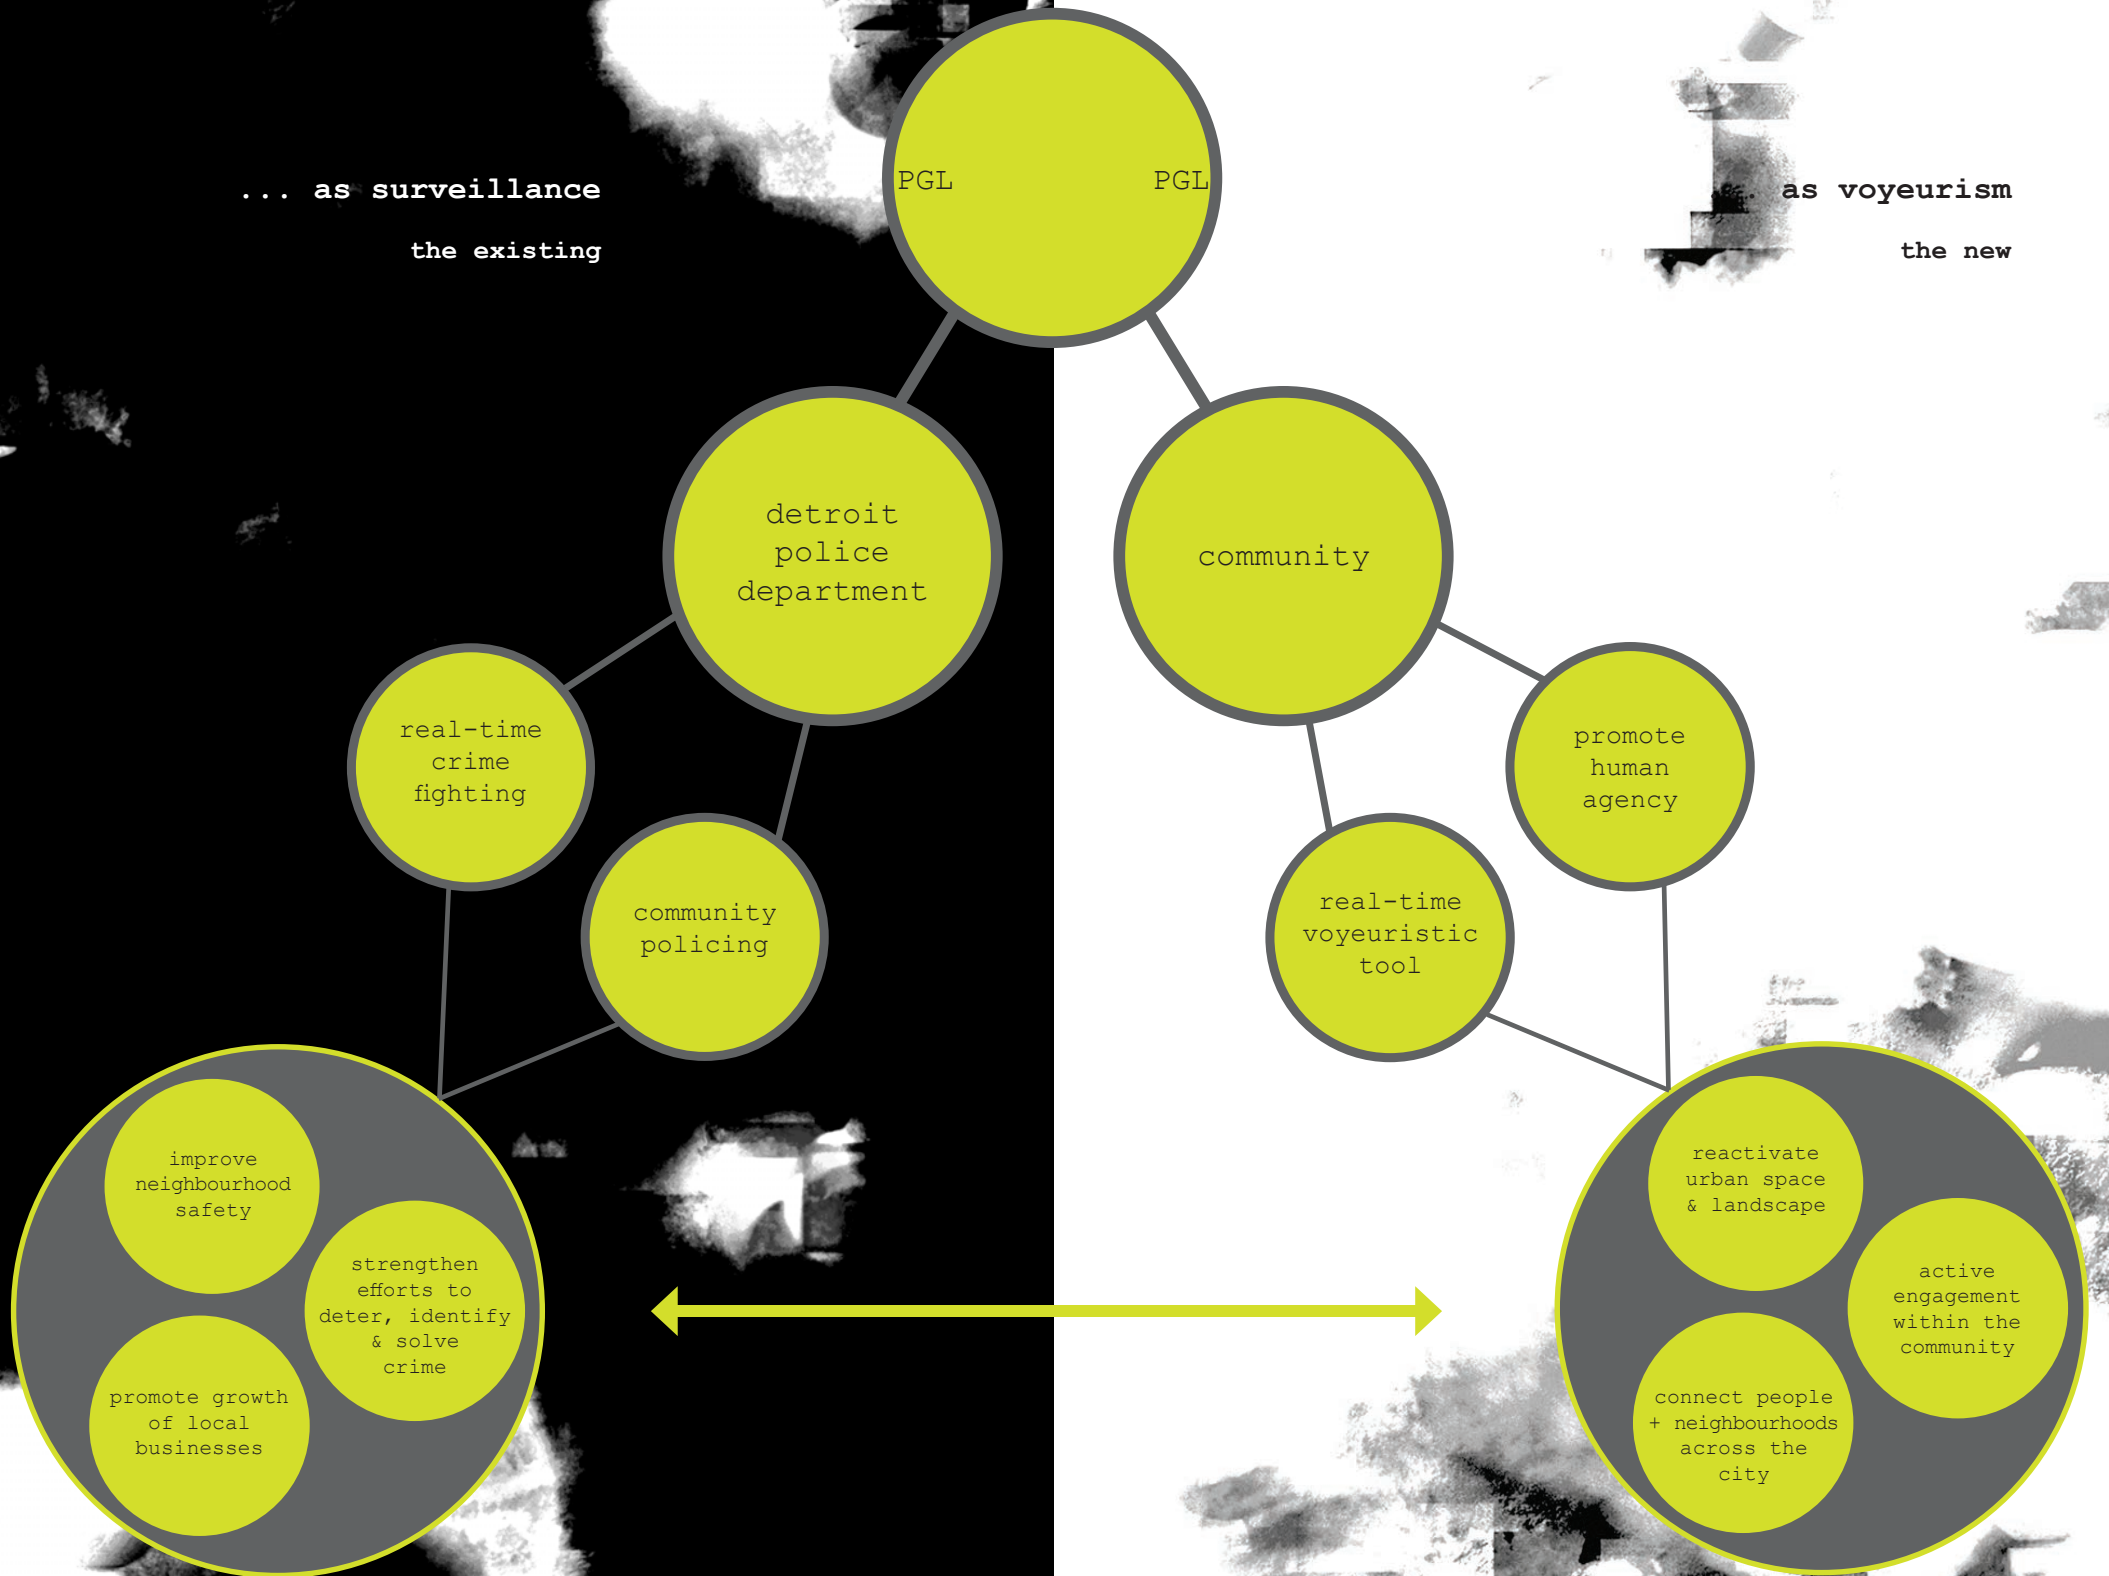 ... as surveillance
the existing
PGL
PGL
as voyeurism
the new
detroit
police
department
community
real-time
crime
fighting
community
policing
promote
human
agency
real-time
voyeuristic
tool
improve
neighbourhood
safety
strengthen
efforts to
deter, identify
& solve
crime
promote growth
of local
businesses
reactivate
urban space
& landscape
active
engagement
within the
community
connect people
+ neighbourhoods
across the
city